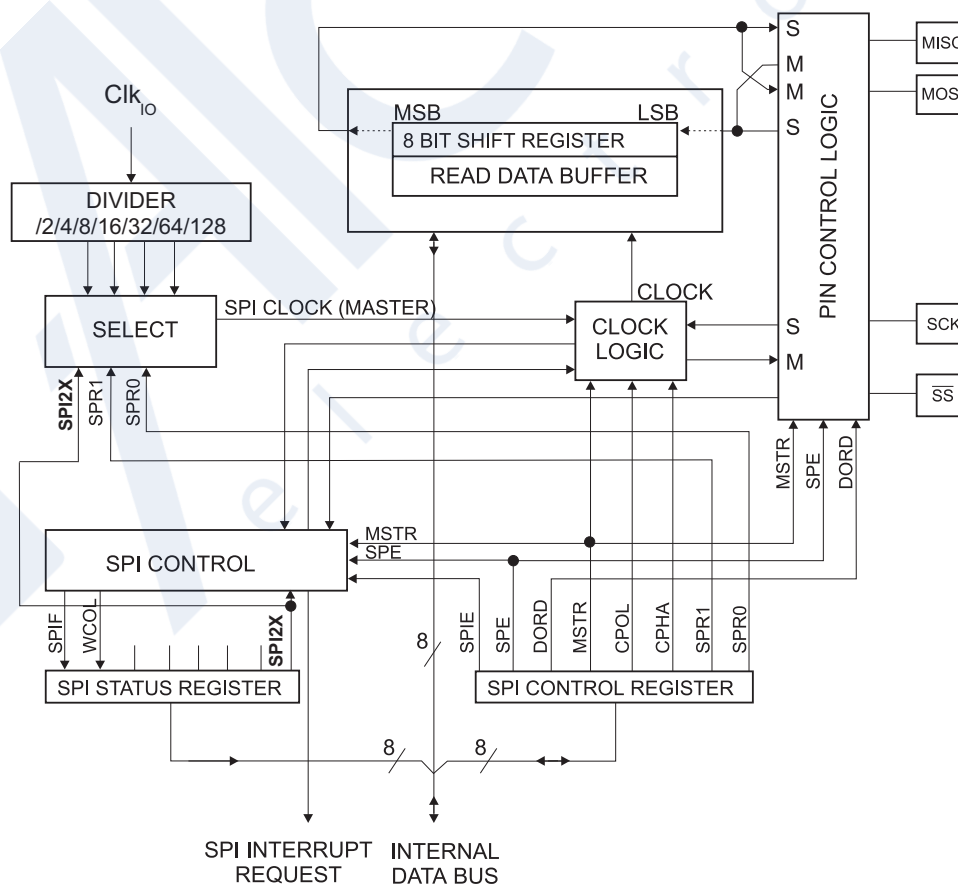 Clk IO
DIVIDER
/2/4/8/16/32/64/128
SELECT
SPI CLOCK (MASTER)
SPI2X
SPR1
SPR0
MSB
LSB
8 BIT SHIFT REGISTER
READ DATA BUFFER
CLOCK
CLOCK
LOGIC
S
M
M
S
S
M
PIN CONTROL LOGIC
MISO
MOS
SCK
SS
MSTR
SPE
DORD
SPI CONTROL
MSTR
SPE
SPIF
WCOL
SPI2X
SPI STATUS REGISTER
8
SPIE
SPE
DORD
MSTR
CPOL
CPHA
SPR1
SPR0
SPI CONTROL REGISTER
8
8
SPI INTERRUPT
REQUEST
INTERNAL
DATA BUS
e l e c t r o